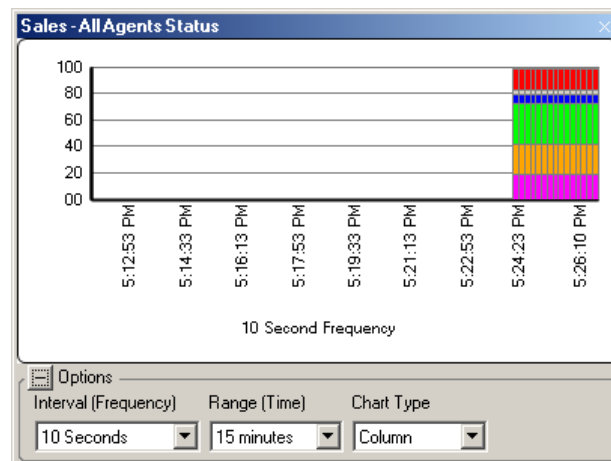 Sales - All Agents Status
100
80
60
40
20
00
5:12:53 PM
5:14:33 PM
5:16:13 PM
5:17:53 PM
5:19:33 PM
5:21:13 PM
5:22:53 PM
5:24:23 PM
5:26:10 PM
10 Second Frequency
Options
Interval (Frequency) Range (Time) Chart Type
10 Seconds 15 minutes Column